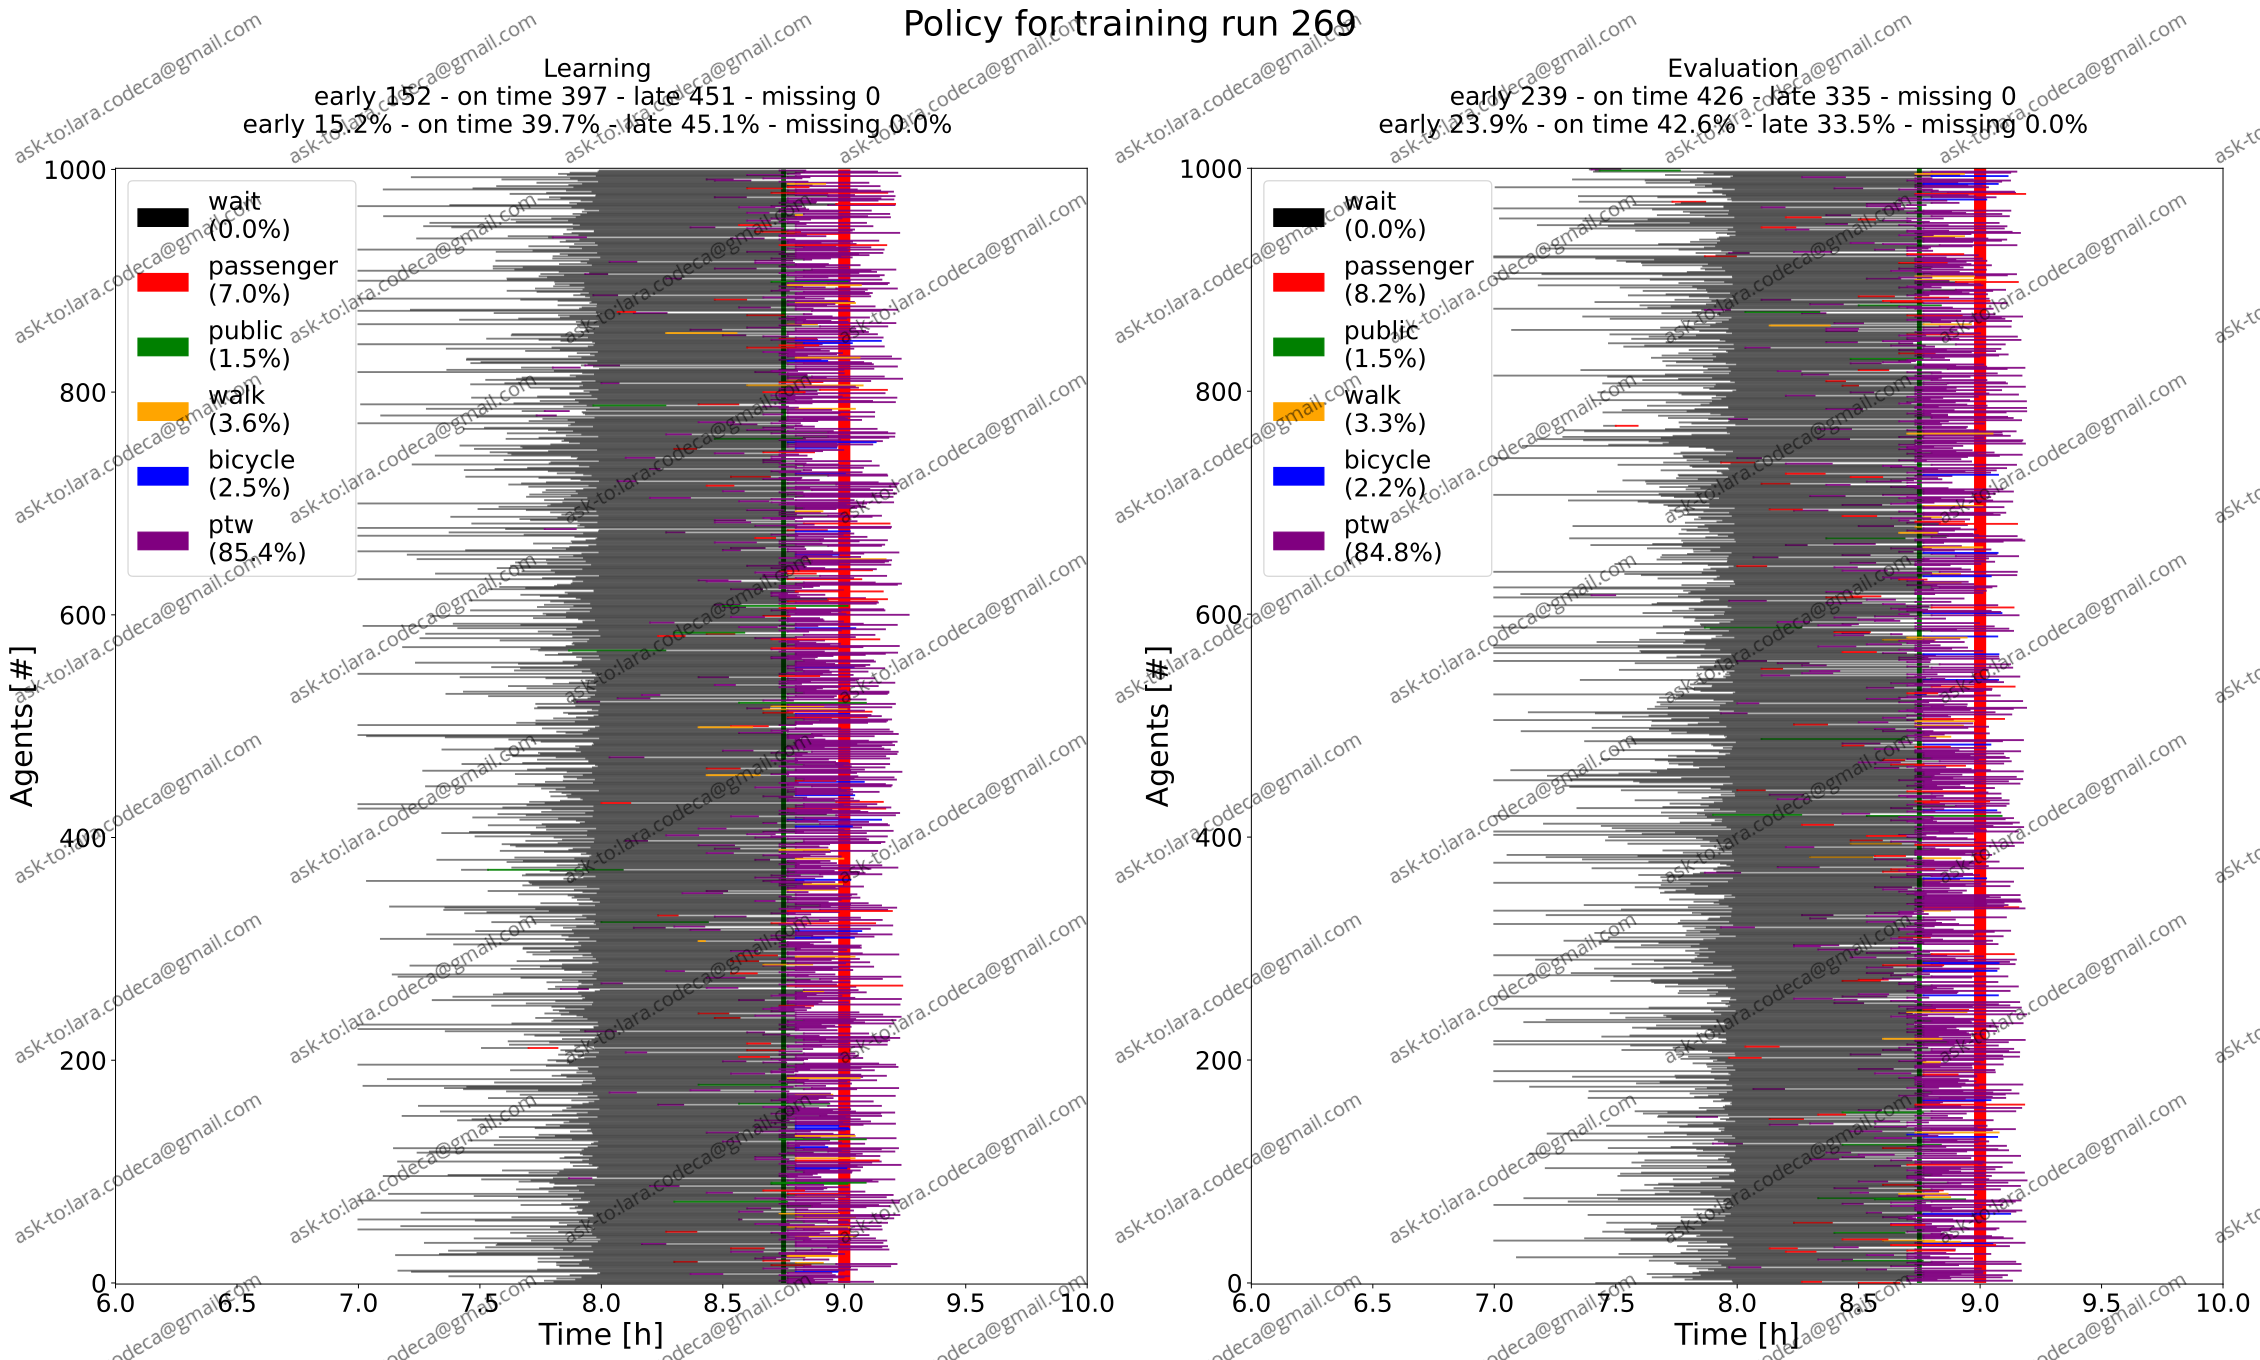 Policy for training run 269
Learning
early 152 - on time 397 - late 451 - missing 0
early 15.2% - on time 39.7% - late 45.1% - missing 0.0%
1000
800
600
400
200
0
Agents [#]
wait
(0.0%)
passenger
(7.0%)
public
(1.5%)
walk
(3.6%)
bicycle
(2.5%)
ptw
(85.4%)
6.0 6.5 7.0 7.5 8.0 8.5 9.0 9.5 10.0
Time [h]
Evaluation
early 239 - on time 426 - late 335 - missing 0
early 23.9% - on time 42.6% - late 33.5% - missing 0.0%
1000
800
600
400
200
0
Agents [#]
wait
(0.0%)
passenger
(8.2%)
public
(1.5%)
walk
(3.3%)
bicycle
(2.2%)
ptw
(84.8%)
6.0 6.5 7.0 7.5 8.0 8.5 9.0 9.5 10.0
Time [h]
ask-to:lara.codeca@gmail.com